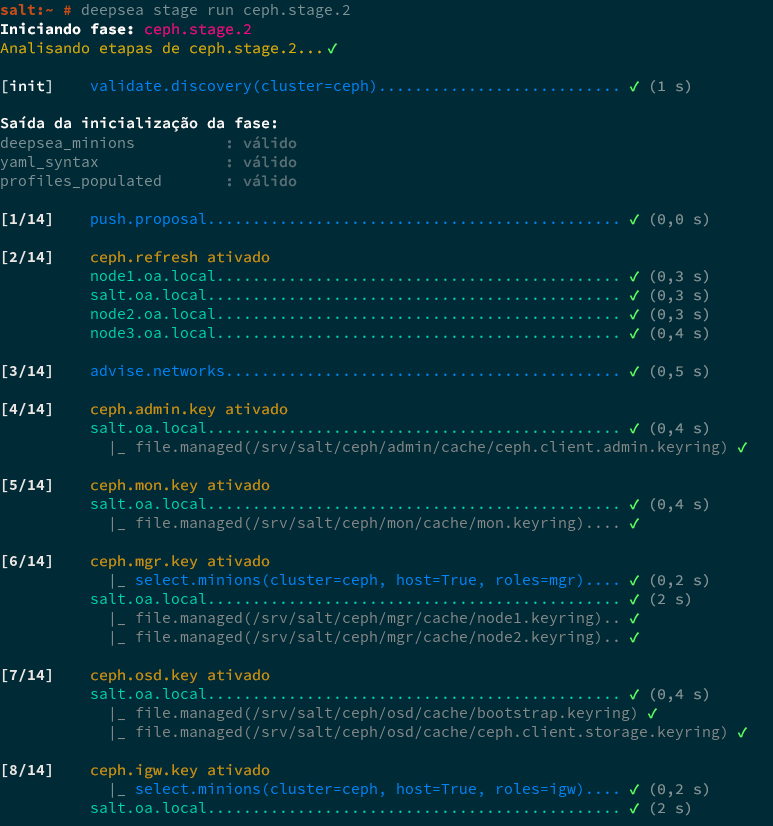 salt:~ # deepsea stage run ceph.stage.2
Iniciando fase: ceph.stage.2
Analisando etapas de ceph.stage.2...✓
[init] validate.discovery(cluster=ceph)........................... ✓ (1 s)
Saída da inicialização da fase:
deepsea_minions : válido
yaml_syntax : válido
profiles_populated : válido
[1/14] push.proposal.............................................. ✓ (0,0 s)
[2/14] ceph.refresh ativado
node1.oa.local............................................. ✓ (0,3 s)
salt.oa.local.............................................. ✓ (0,3 s)
node2.oa.local............................................. ✓ (0,3 s)
node3.oa.local............................................. ✓ (0,4 s)
[3/14] advise.networks............................................ ✓ (0,5 s)
[4/14] ceph.admin.key ativado
salt.oa.local.............................................. ✓ (0,4 s)
|_ file.managed(/srv/salt/ceph/admin/cache/ceph.client.admin.keyring) ✓
[5/14] ceph.mon.key ativado
salt.oa.local.............................................. ✓ (0,4 s)
|_ file.managed(/srv/salt/ceph/mon/cache/mon.keyring).... ✓
[6/14] ceph.mgr.key ativado
|_ select.minions(cluster=ceph, host=True, roles=mgr).... ✓ (0,2 s)
salt.oa.local.............................................. ✓ (2 s)
|_ file.managed(/srv/salt/ceph/mgr/cache/node1.keyring).. ✓
|_ file.managed(/srv/salt/ceph/mgr/cache/node2.keyring).. ✓
[7/14] ceph.osd.key ativado
salt.oa.local.............................................. ✓ (0,4 s)
|_ file.managed(/srv/salt/ceph/osd/cache/bootstrap.keyring) ✓
|_ file.managed(/srv/salt/ceph/osd/cache/ceph.client.storage.keyring) ✓
[8/14] ceph.igw.key ativado
|_ select.minions(cluster=ceph, host=True, roles=igw).... ✓ (0,2 s)
salt.oa.local.............................................. ✓ (2 s)